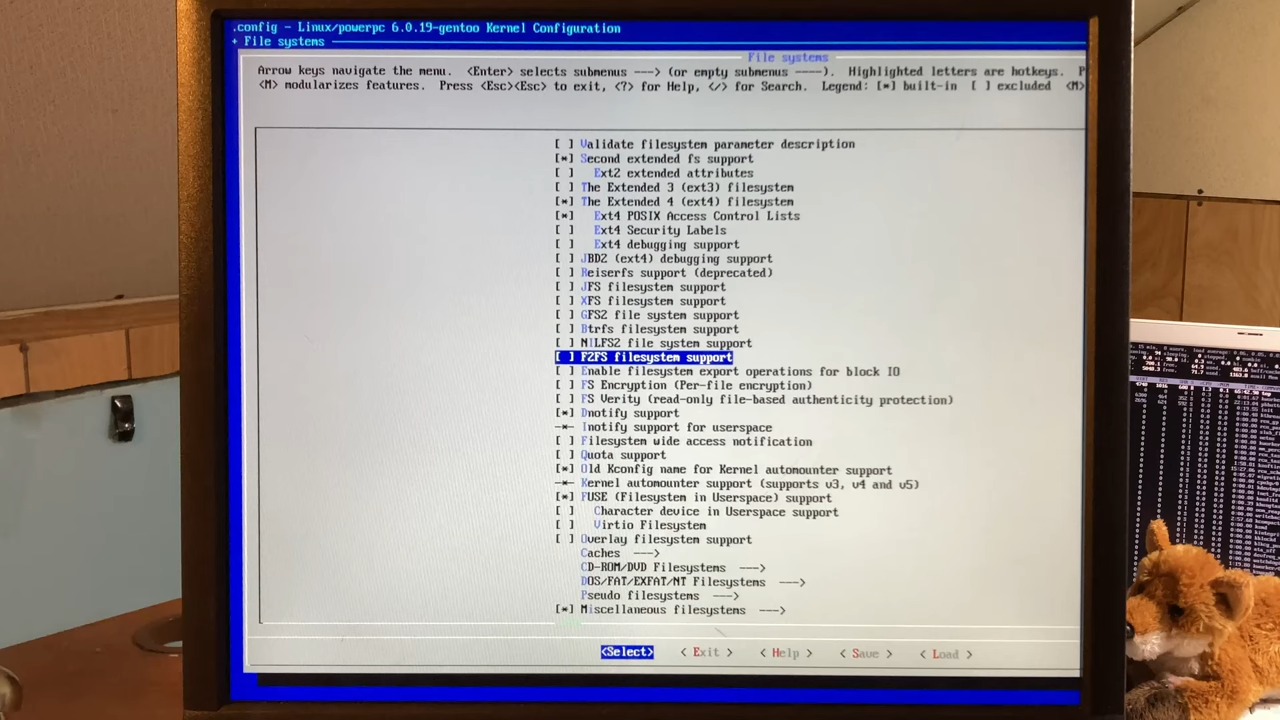 .config - Linux/powerpc 6.0.19-gentoo Kernel Configuration
+ File systems
File systems
Arrow keys navigate the menu. <Enter> selects submenus ---> (or empty submenus ----). Highlighted letters are hotkeys. P
<M> modularizes features. Press <Esc><Esc> to exit, <?> for Help, </> for Search. Legend: [*] built-in [ ] excluded <M>
[ ] Validate filesystem parameter description
[*] Second extended fs support
[ ] Ext2 extended attributes
[ ] The Extended 3 (ext3) filesystem
[*] The Extended 4 (ext4) filesystem
[*] Ext4 POSIX Access Control Lists
[ ] Ext4 Security Labels
[ ] Ext4 debugging support
[ ] JBD2 (ext4) debugging support
[ ] Reiserfs support (deprecated)
[ ] JFS filesystem support
[ ] XFS filesystem support
[ ] GFS2 file system support
[ ] Btrfs filesystem support
[ ] NILFS2 file system support
[ ] F2FS filesystem support
[ ] Enable filesystem export operations for block IO
[ ] FS Encryption (Per-file encryption)
[ ] FS Verity (read-only file-based authenticity protection)
[*] Dnotify support
-*- Inotify support for userspace
[ ] Filesystem wide access notification
[ ] Quota support
[*] Old Kconfig name for Kernel automounter support
-*- Kernel automounter support (supports v3, v4 and v5)
[*] FUSE (Filesystem in Userspace) support
[ ] Character device in Userspace support
[ ] Virtio Filesystem
[ ] Overlay filesystem support
Caches --->
CD-ROM/DVD Filesystems --->
DOS/FAT/EXFAT/NT Filesystems --->
Pseudo filesystems --->
[*] Miscellaneous filesystems --->
<Select> < Exit > < Help > < Save > < Load >